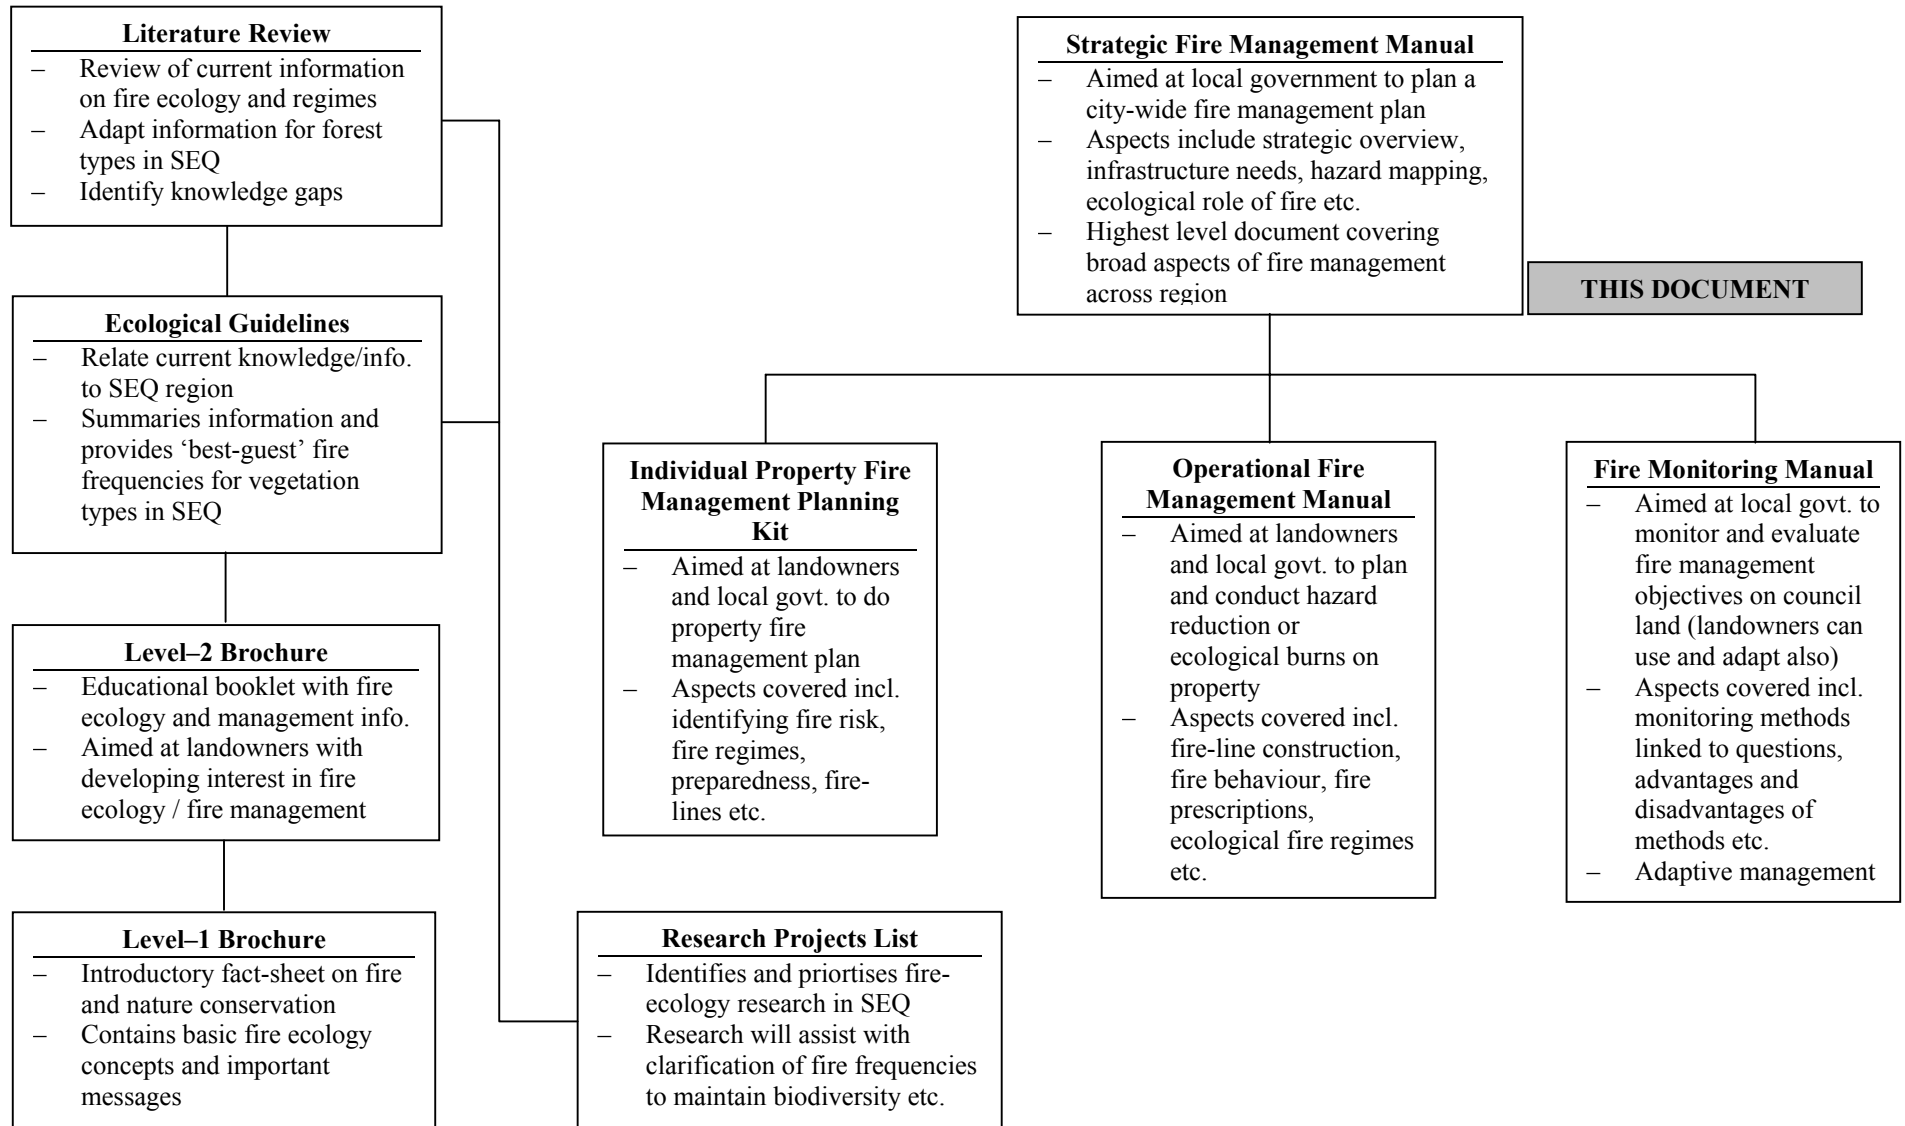 Literature Review
– Review of current information
on fire ecology and regimes
– Adapt information for forest
types in SEQ
– Identify knowledge gaps
Ecological Guidelines
– Relate current knowledge/info.
to SEQ region
– Summaries information and
provides ‘best-guest’ fire
frequencies for vegetation
types in SEQ
Level–2 Brochure
– Educational booklet with fire
ecology and management info.
– Aimed at landowners with
developing interest in fire
ecology / fire management
Level–1 Brochure
– Introductory fact-sheet on fire
and nature conservation
– Contains basic fire ecology
concepts and important
messages
Strategic Fire Management Manual
– Aimed at local government to plan a
city-wide fire management plan
– Aspects include strategic overview,
infrastructure needs, hazard mapping,
ecological role of fire etc.
– Highest level document covering
broad aspects of fire management
across region
THIS DOCUMENT
Individual Property Fire
Management Planning
Kit
– Aimed at landowners
and local govt. to do
property fire
management plan
– Aspects covered incl.
identifying fire risk,
fire regimes,
preparedness, fire-
lines etc.
Operational Fire
Management Manual
– Aimed at landowners
and local govt. to plan
and conduct hazard
reduction or
ecological burns on
property
– Aspects covered incl.
fire-line construction,
fire behaviour, fire
prescriptions,
ecological fire regimes
etc.
Fire Monitoring Manual
– Aimed at local govt. to
monitor and evaluate
fire management
objectives on council
land (landowners can
use and adapt also)
– Aspects covered incl.
monitoring methods
linked to questions,
advantages and
disadvantages of
methods etc.
– Adaptive management
Research Projects List
– Identifies and priortises fire-
ecology research in SEQ
– Research will assist with
clarification of fire frequencies
to maintain biodiversity etc.